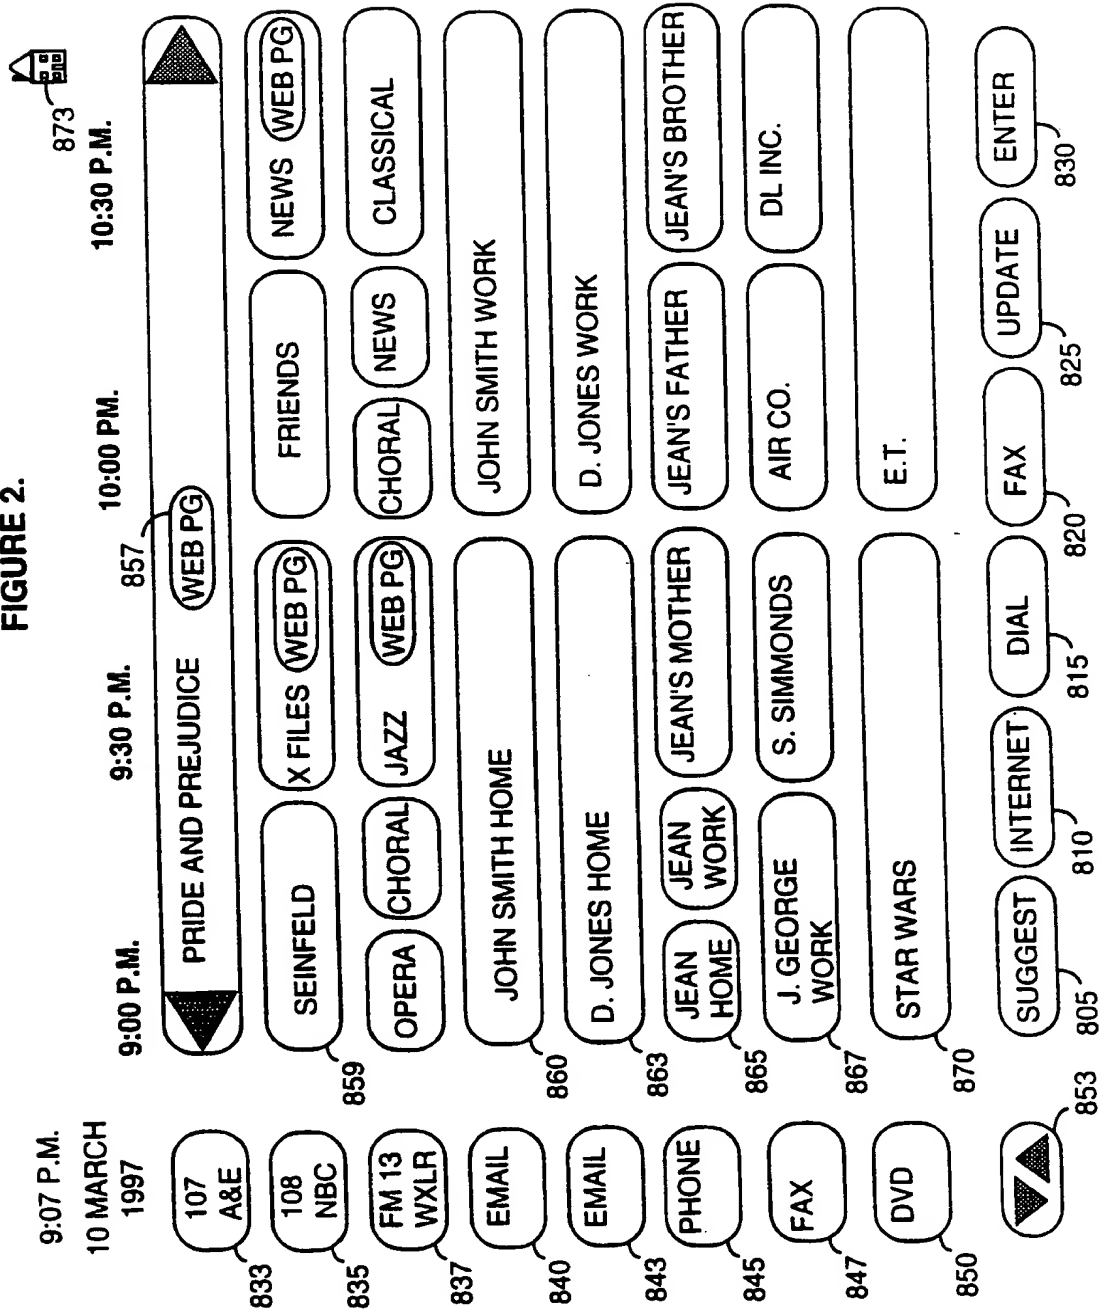 FIGURE 2.
9:07 P.M.
10 MARCH
1997
9:00 P.M.
9:30 P.M.
10:00 PM.
10:30 P.M.
873
107
A&E
833
PRIDE AND PREJUDICE
WEB PG
857
108
NBC
835
SEINFELD
859
X FILES
WEB PG
FRIENDS
NEWS
WEB PG
FM 13
WXLR
837
OPERA
CHORAL
JAZZ
WEB PG
CHORAL
NEWS
CLASSICAL
EMAIL
840
JOHN SMITH HOME
860
JOHN SMITH WORK
EMAIL
843
D. JONES HOME
863
D. JONES WORK
PHONE
845
JEAN
HOME
865
JEAN
WORK
JEAN'S MOTHER
JEAN'S FATHER
JEAN'S BROTHER
FAX
847
J. GEORGE
WORK
867
S. SIMMONDS
AIR CO.
DL INC.
DVD
850
STAR WARS
870
E.T.
853
SUGGEST
805
INTERNET
810
DIAL
815
FAX
820
UPDATE
825
ENTER
830